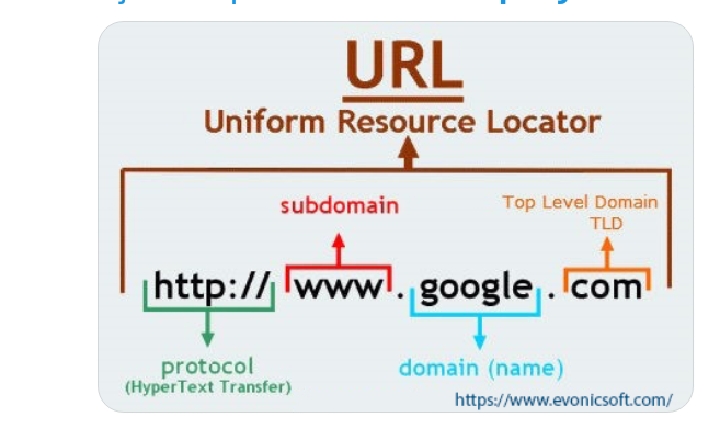 URL
Uniform Resource Locator
subdomain
Top Level Domain
TLD
http:// www . google . com
protocol
(HyperText Transfer)
domain (name)
https://www.evonicsoft.com/